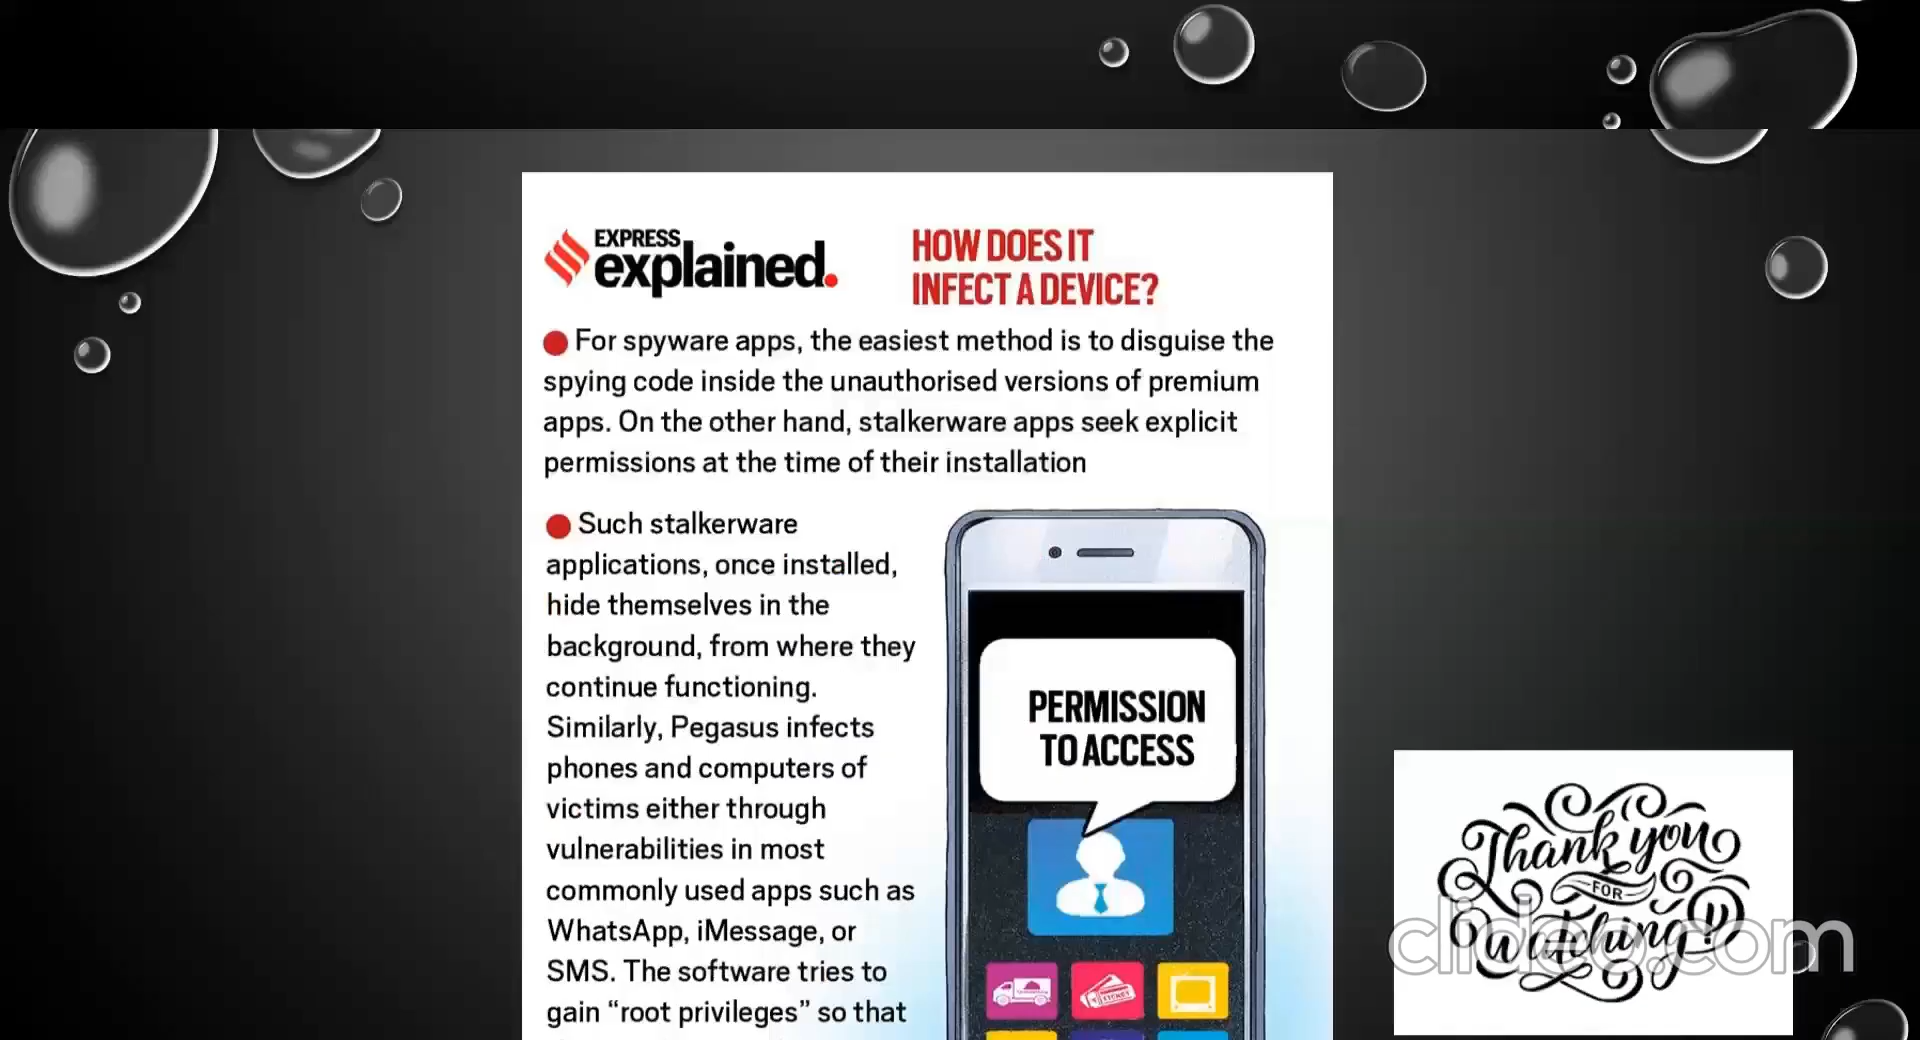 EXPRESS
explained.
HOW DOES IT
INFECT A DEVICE?
For spyware apps, the easiest method is to disguise the
spying code inside the unauthorised versions of premium
apps. On the other hand, stalkerware apps seek explicit
permissions at the time of their installation
Such stalkerware
applications, once installed,
hide themselves in the
background, from where they
continue functioning.
Similarly, Pegasus infects
phones and computers of
victims either through
vulnerabilities in most
commonly used apps such as
WhatsApp, iMessage, or
SMS. The software tries to
gain “root privileges” so that
PERMISSION
TO ACCESS
TICKET
Thank you
FOR
Watching!!
clideo.com